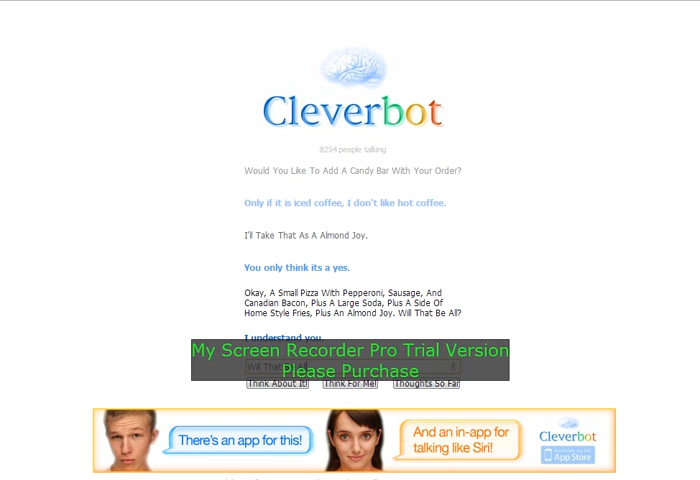 Cleverbot
8254 people talking
Would You Like To Add A Candy Bar With Your Order?
Only if it is iced coffee, I don't like hot coffee.
I'll Take That As A Almond Joy.
You only think its a yes.
Okay, A Small Pizza With Pepperoni, Sausage, And
Canadian Bacon, Plus A Large Soda, Plus A Side Of
Home Style Fries, Plus An Almond Joy. Will That Be All?
I understand you.
My Screen Recorder Pro Trial Version
Please Purchase
Think About It! Think For Me! Thoughts So Far
There's an app for this!
And an in-app for
talking like Siri!
Cleverbot
App Store